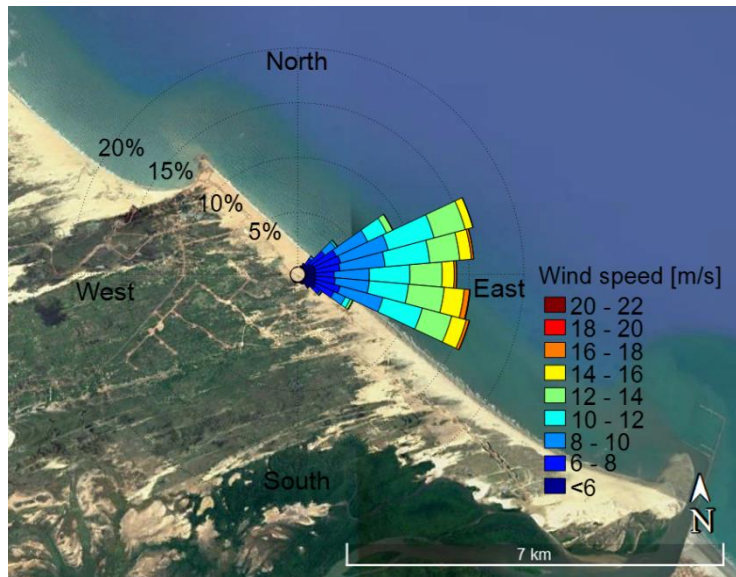 North
20%
15%
10%
5%
West
East
Wind speed [m/s]
20 - 22
18 - 20
16 - 18
14 - 16
12 - 14
10 - 12
8 - 10
6 - 8
<6
South
N
7 km